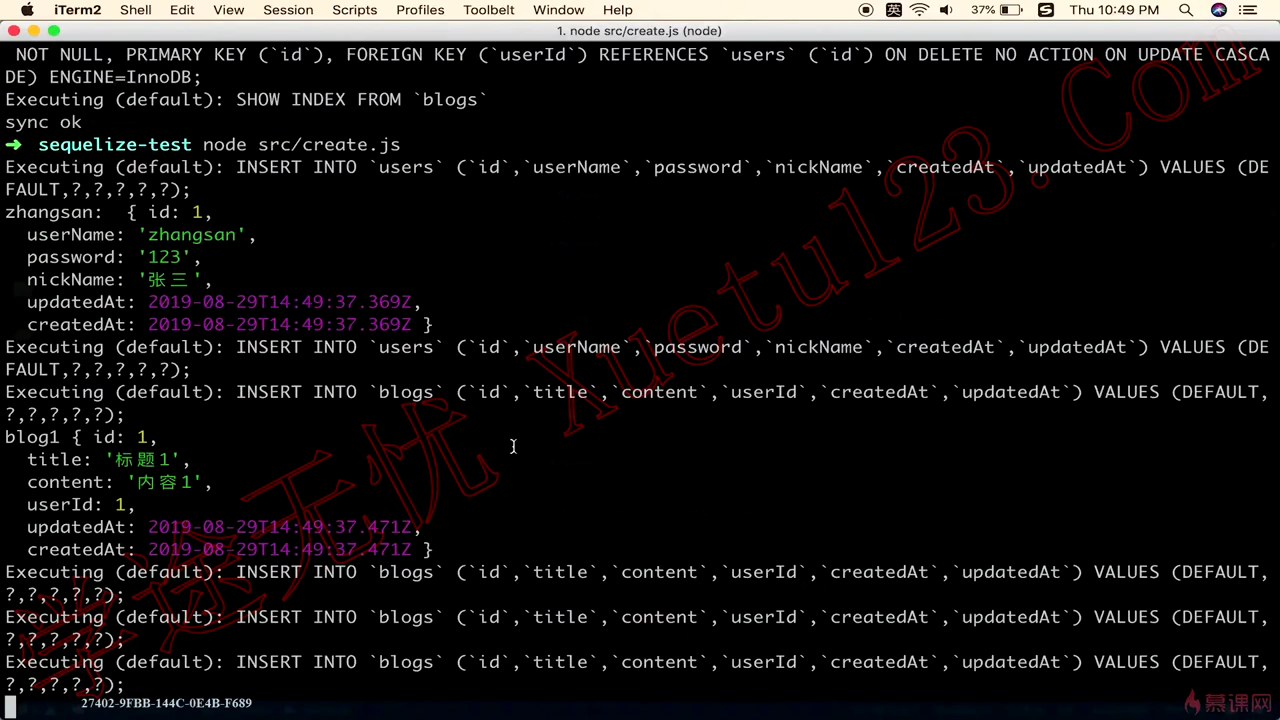 iTerm2 Shell Edit View Session Scripts Profiles Toolbelt Window Help 英 37% S Thu 10:49 PM
1. node src/create.js (node)
NOT NULL, PRIMARY KEY (`id`), FOREIGN KEY (`userId`) REFERENCES `users` (`id`) ON DELETE NO ACTION ON UPDATE CASCA
DE) ENGINE=InnoDB;
Executing (default): SHOW INDEX FROM `blogs`
sync ok
➜ sequelize-test node src/create.js
Executing (default): INSERT INTO `users` (`id`,`userName`,`password`,`nickName`,`createdAt`,`updatedAt`) VALUES (DE
FAULT,?,?,?,?,?);
zhangsan:  { id: 1,
userName: 'zhangsan',
password: '123',
nickName: '张三',
updatedAt: 2019-08-29T14:49:37.369Z,
createdAt: 2019-08-29T14:49:37.369Z }
Executing (default): INSERT INTO `users` (`id`,`userName`,`password`,`nickName`,`createdAt`,`updatedAt`) VALUES (DE
FAULT,?,?,?,?,?);
Executing (default): INSERT INTO `blogs` (`id`,`title`,`content`,`userId`,`createdAt`,`updatedAt`) VALUES (DEFAULT,
?,?,?,?,?);
blog1 { id: 1,
title: '标题1',
content: '内容1',
userId: 1,
updatedAt: 2019-08-29T14:49:37.471Z,
createdAt: 2019-08-29T14:49:37.471Z }
Executing (default): INSERT INTO `blogs` (`id`,`title`,`content`,`userId`,`createdAt`,`updatedAt`) VALUES (DEFAULT,
?,?,?,?,?);
Executing (default): INSERT INTO `blogs` (`id`,`title`,`content`,`userId`,`createdAt`,`updatedAt`) VALUES (DEFAULT,
?,?,?,?,?);
Executing (default): INSERT INTO `blogs` (`id`,`title`,`content`,`userId`,`createdAt`,`updatedAt`) VALUES (DEFAULT,
?,?,?,?,?);
27402-9FBB-144C-0E4B-F689
慕课网
学途无忧 Xuetu123.Com